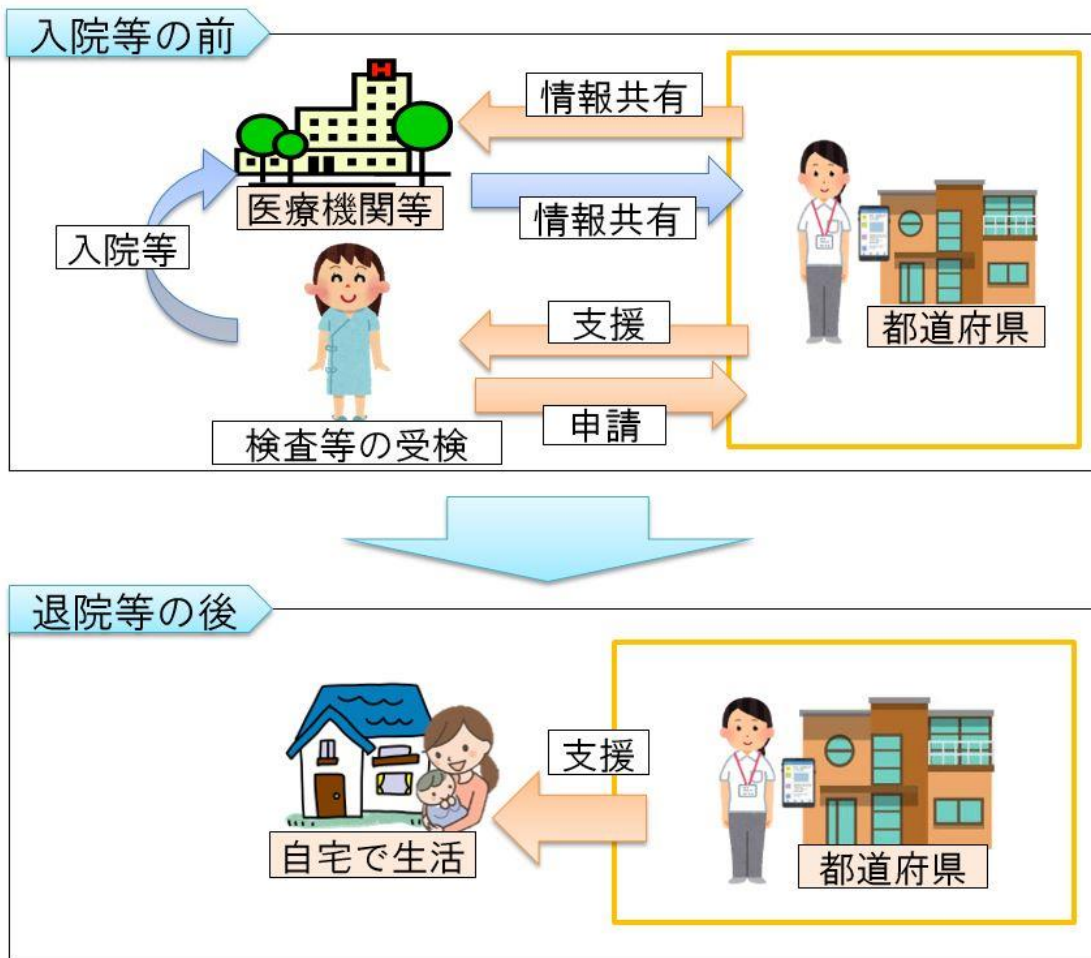 入院等の前
情報共有
医療機関等
情報共有
入院等
支援
都道府県
申請
検査等の受検
退院等の後
支援
自宅で生活
都道府県